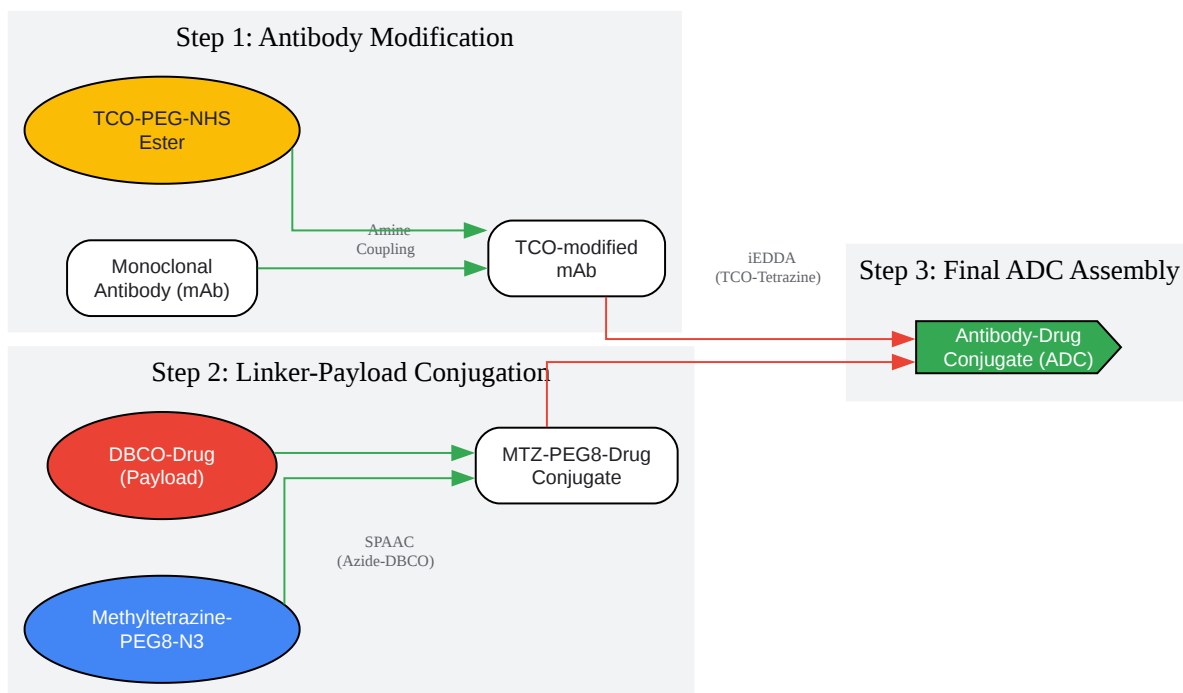 Step 1: Antibody Modification
TCO-PEG-NHS
Ester
Amine
Coupling
Monoclonal
Antibody (mAb)
TCO-modified
mAb
iEDDA
(TCO-Tetrazine)
Step 3: Final ADC Assembly
Antibody-Drug
Conjugate (ADC)
Step 2: Linker-Payload Conjugation
DBCO-Drug
(Payload)
MTZ-PEG8-Drug
Conjugate
SPAAC
(Azide-DBCO)
Methyltetrazine-
PEG8-N3